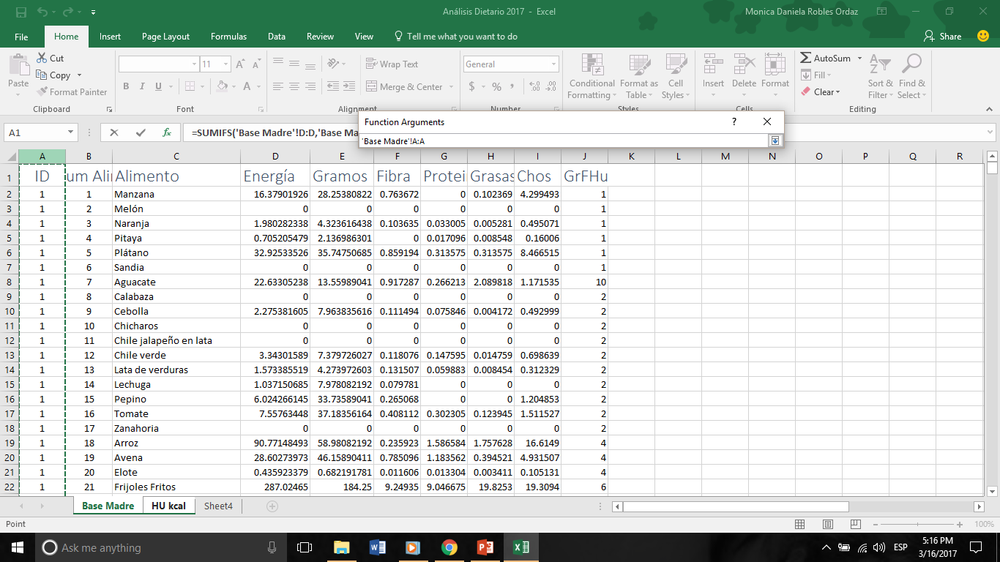 Análisis Dietario 2017 - Excel
Monica Daniela Robles Ordaz
File Home Insert Page Layout Formulas Data Review View Tell me what you want to do Share
Paste Cut Copy Format Painter
Clipboard
11
B I U A
Font
Wrap Text
Merge & Center
Alignment
General
$ % ,
Number
Conditional Formatting Format as Table Cell Styles
Styles
Insert Delete Format
Cells
AutoSum Fill Clear
Sort & Filter Find & Select
Editing
Function Arguments ?
'Base Madre'!A:A
A1 fx =SUMIFS('Base Madre'!D:D,'Base Ma
A B C D E F G H I J K L M N O P Q R
1 ID um Ali Alimento Energía Gramos Fibra Protei Grasas Chos GrFHu
2 1 1 Manzana 16.37901926 28.25380822 0.763672 0 0.102369 4.299493 1
3 1 2 Melón 0 0 0 0 0 0 1
4 1 3 Naranja 1.980282338 4.323616438 0.103635 0.033005 0.005281 0.495071 1
5 1 4 Pitaya 0.705205479 2.136986301 0 0.017096 0.008548 0.16006 1
6 1 5 Plátano 32.92533526 35.74750685 0.859194 0.313575 0.313575 8.466515 1
7 1 6 Sandia 0 0 0 0 0 0 1
8 1 7 Aguacate 22.63305238 13.55989041 0.917287 0.266213 2.089818 1.171535 10
9 1 8 Calabaza 0 0 0 0 0 0 2
10 1 9 Cebolla 2.275381605 7.963835616 0.111494 0.075846 0.004172 0.492999 2
11 1 10 Chicharos 0 0 0 0 0 0 2
12 1 11 Chile jalapeño en lata 0 0 0 0 0 0 2
13 1 12 Chile verde 3.34301589 7.379726027 0.118076 0.147595 0.014759 0.698639 2
14 1 13 Lata de verduras 1.573385519 4.273972603 0.131507 0.059883 0.008454 0.312329 2
15 1 14 Lechuga 1.037150685 7.978082192 0.079781 0 0 0 2
16 1 15 Pepino 6.024266145 33.73589041 0.265068 0 0 1.204853 2
17 1 16 Tomate 7.55763448 37.18356164 0.408112 0.302305 0.123945 1.511527 2
18 1 17 Zanahoria 0 0 0 0 0 0 2
19 1 18 Arroz 90.77148493 58.98082192 0.235923 1.586584 1.757628 16.6149 4
20 1 19 Avena 28.60273973 46.15890411 0.785096 1.183562 0.394521 4.931507 4
21 1 20 Elote 0.435923379 0.682191781 0.011606 0.013304 0.003411 0.105131 4
22 1 21 Frijoles Fritos 287.02465 184.25 9.24935 9.046675 19.8253 19.3094 6
Base Madre HU kcal Sheet4
Point 100%
Ask me anything
ESP
5:16 PM
3/16/2017